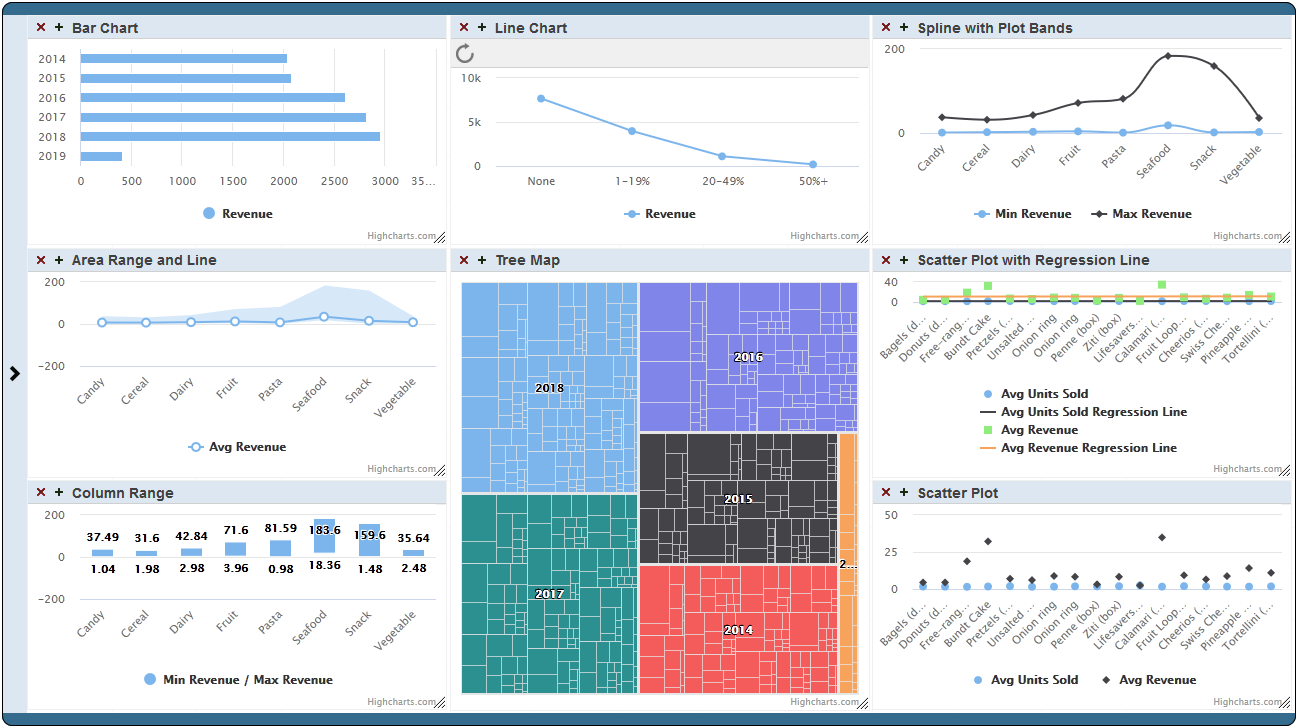 Bar Chart
2014
2015
2016
2017
2018
2019
0 500 1000 1500 2000 2500 3000 35...
Revenue
Highcharts.com
Line Chart
10k
5k
0
None 1-19% 20-49% 50%+
Revenue
Highcharts.com
Spline with Plot Bands
200
0
Candy Cereal Dairy Fruit Pasta Seafood Snack Vegetable
Min Revenue Max Revenue
Highcharts.com
Area Range and Line
200
0
-200
Candy Cereal Dairy Fruit Pasta Seafood Snack Vegetable
Avg Revenue
Highcharts.com
Tree Map
2018
2016
2015
2...
2017
2014
Highcharts.com
Scatter Plot with Regression Line
40
0
Bagels (d... Donuts (d... Free-rang... Bundt Cake Pretzels (... Unsalted ... Onion ring Onion ring Penne (box) Ziti (box) Lifesavers... Calamari (... Fruit Loop... Cheerios (... Swiss Che... Pineapple ... Tortellini (...
Avg Units Sold
Avg Units Sold Regression Line
Avg Revenue
Avg Revenue Regression Line
Highcharts.com
Column Range
200
0
-200
37.49 31.6 42.84 71.6 81.59 183.6 159.6 35.64
1.04 1.98 2.98 3.96 0.98 18.36 1.48 2.48
Candy Cereal Dairy Fruit Pasta Seafood Snack Vegetable
Min Revenue / Max Revenue
Highcharts.com
Scatter Plot
50
25
0
Bagels (d... Donuts (d... Free-rang... Bundt Cake Pretzels (... Unsalted ... Onion ring Onion ring Penne (box) Ziti (box) Lifesavers... Calamari (... Fruit Loop... Cheerios (... Swiss Che... Pineapple ... Tortellini (...
Avg Units Sold Avg Revenue
Highcharts.com